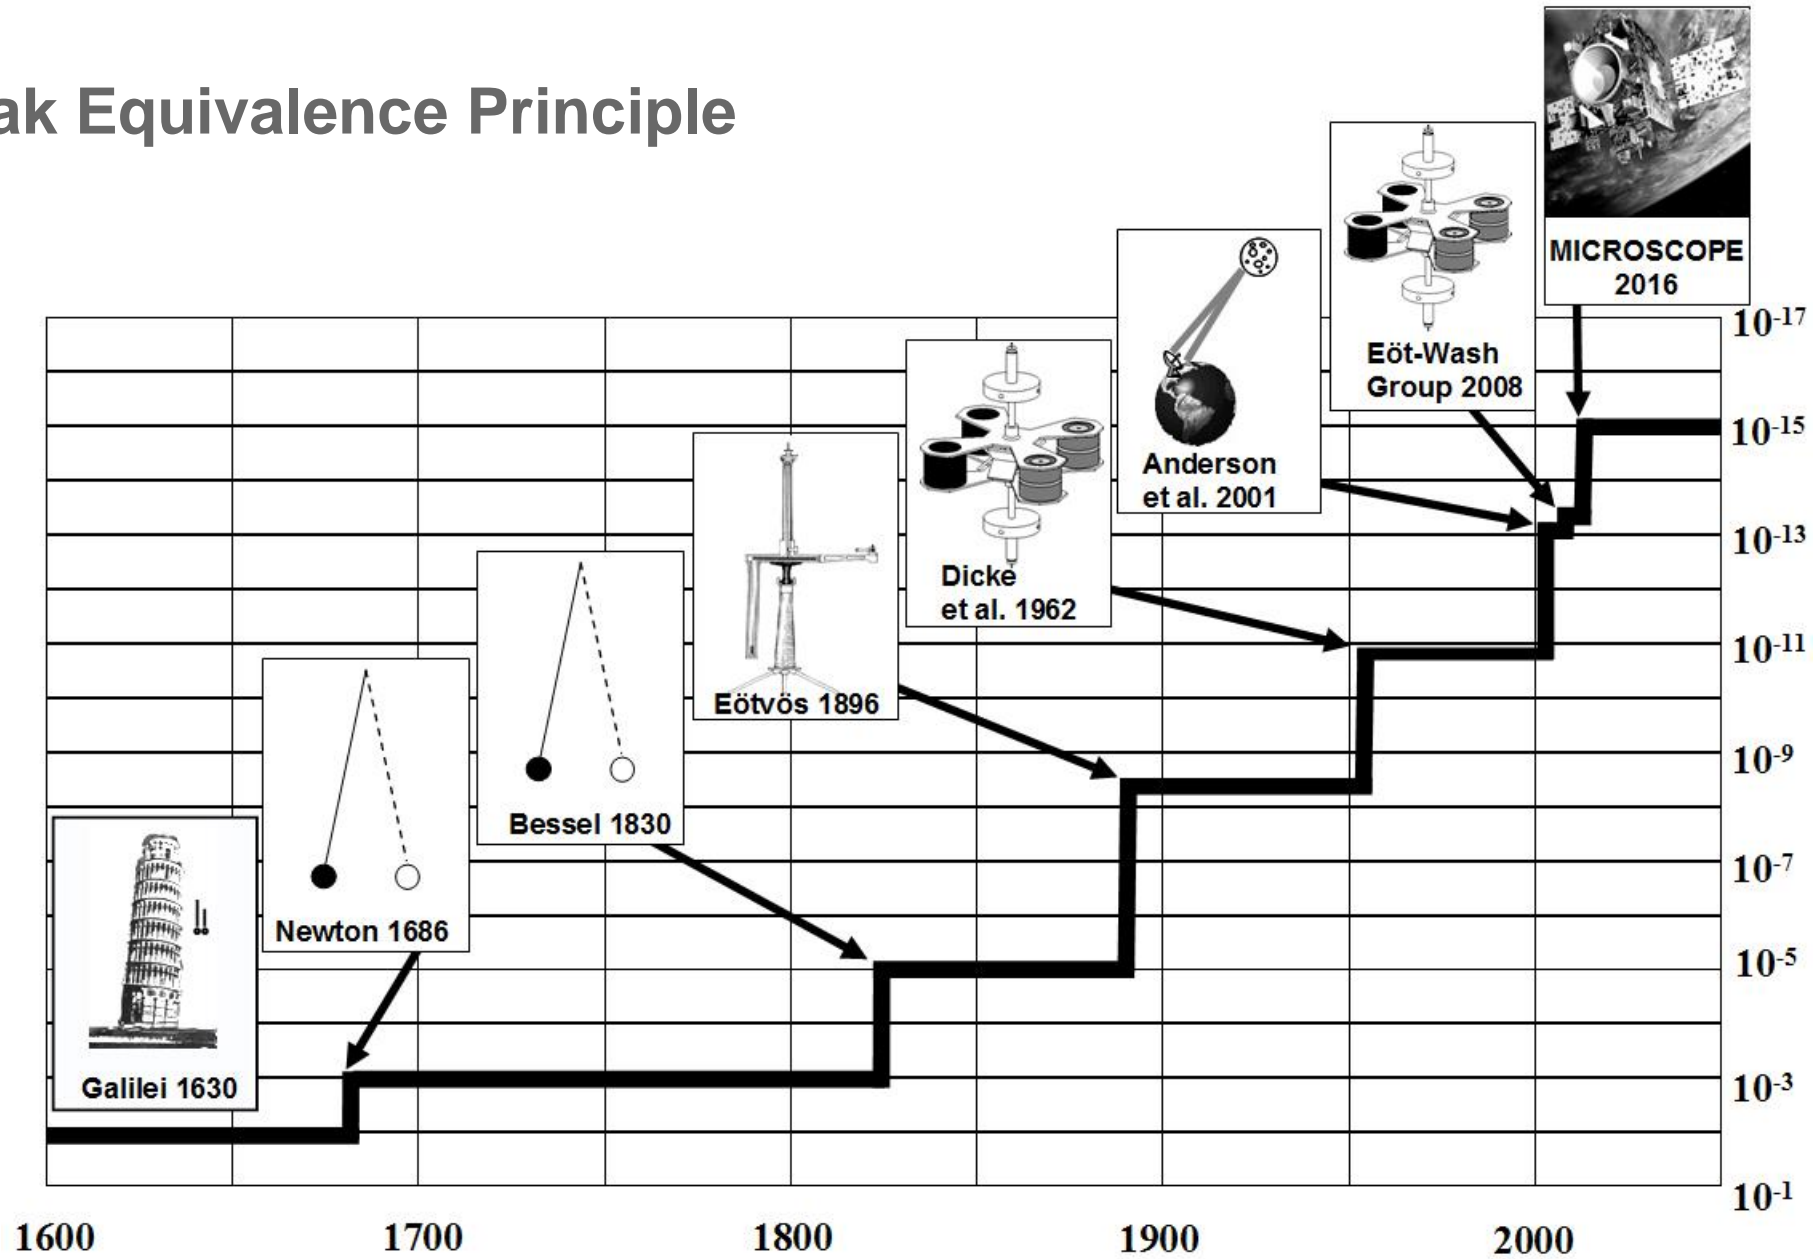 ak Equivalence Principle
MICROSCOPE
2016
Eöt-Wash
Group 2008
Anderson
et al. 2001
Dicke
et al. 1962
Eötvös 1896
Bessel 1830
Newton 1686
Galilei 1630
10-17
10-15
10-13
10-11
10-9
10-7
10-5
10-3
10-1
1600 1700 1800 1900 2000